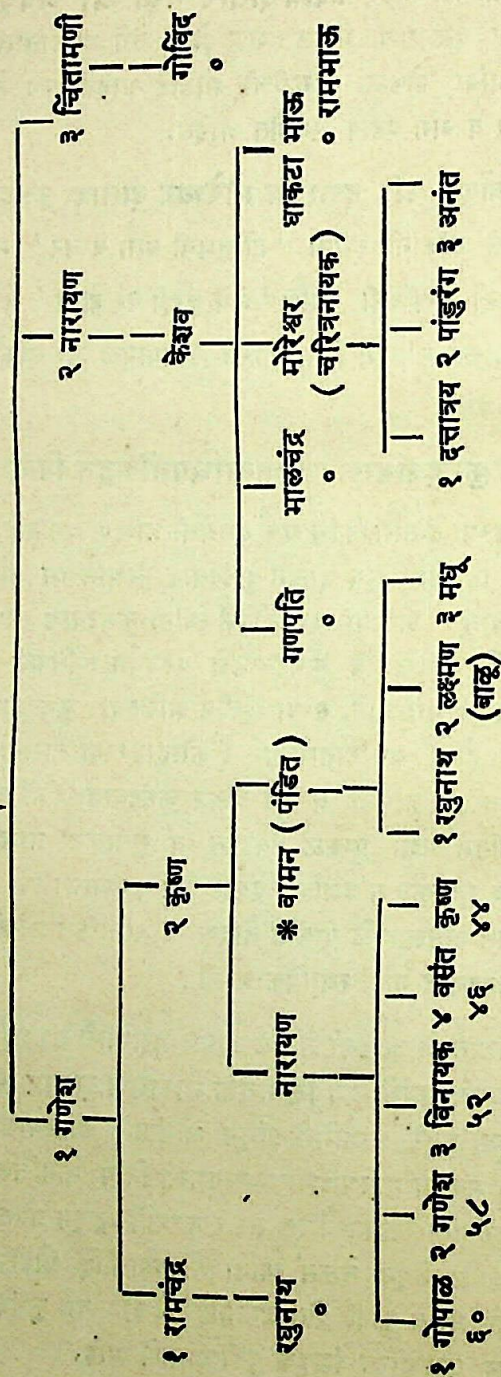 १ गणेश २ नारायण ३ चिंतामणी
१ रामचंद्र २ कृष्ण केशव गोविंद
०
रघुनाथ नारायण * वामन ( पंडित ) गणपति भालचंद्र मोरेश्वर धाकटा भाऊ
० ० ० (चरित्रनायक) ० रामभाऊ
१ गोपाळ २ गणेश ३ विनायक ४ वसंत कृष्ण १ रघुनाथ २ लक्ष्मण ३ मधू १ दत्तात्रय २ पांडुरंग ३ अनंत
६० ५८ ५२ ४६ ४४ (बाळू)